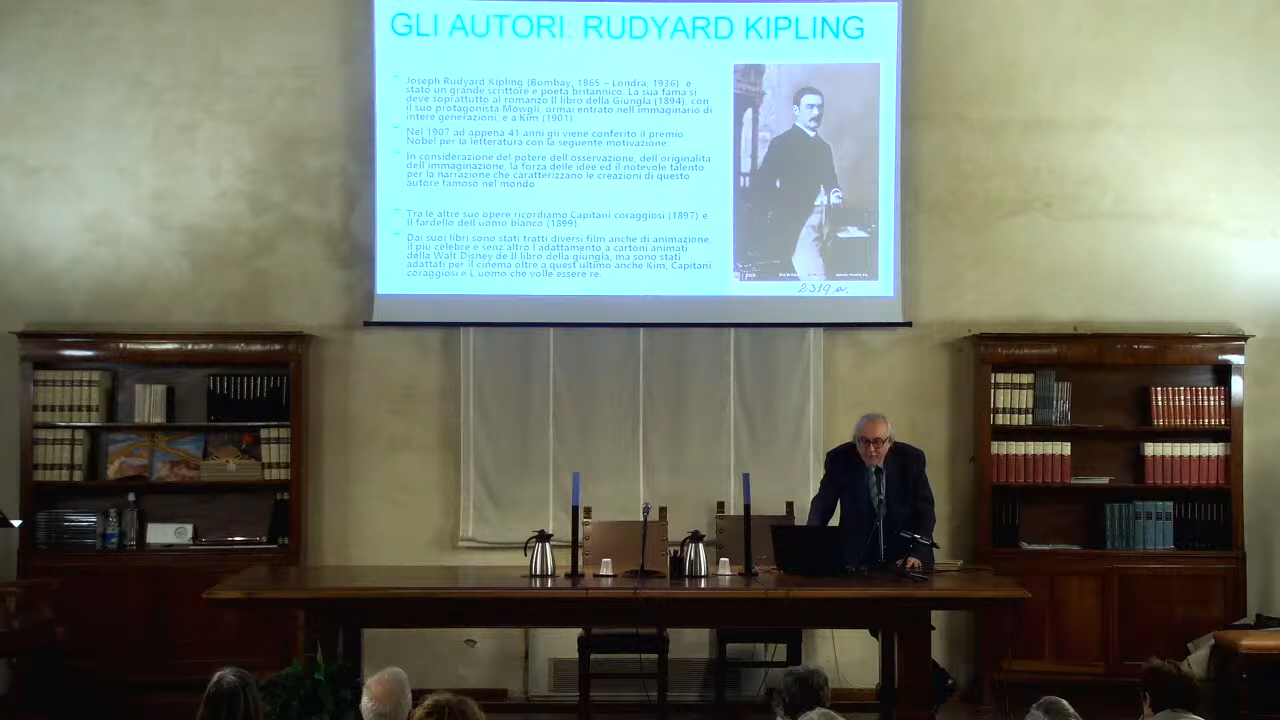 GLI AUTORI: RUDYARD KIPLING
Joseph Rudyard Kipling (Bombay, 1865 – Londra, 1936) e
stato un grande scrittore e poeta britannico. La sua fama si
deve soprattutto al romanzo Il libro della Giungla (1894), con
il suo protagonista Mowgli, ormai entrato nell immaginario di
intere generazioni, e a Kim (1901).
Nel 1907 ad appena 41 anni gli viene conferito il premio
Nobel per la letteratura con la seguente motivazione:
In considerazione del potere dell osservazione, dell originalita
dell immaginazione, la forza delle idee ed il notevole talento
per la narrazione che caratterizzano le creazioni di questo
autore famoso nel mondo
Tra le altre sue opere ricordiamo Capitani coraggiosi (1897) e
Il fardello dell uomo bianco (1899).
Dai suoi libri sono stati tratti diversi film anche di animazione,
il piu celebre e senz altro l adattamento a cartoni animati
della Walt Disney de Il libro della giungla, ma sono stati
adattati per il cinema oltre a quest ultimo anche Kim, Capitani
coraggiosi e L uomo che volle essere re.
2319 a.